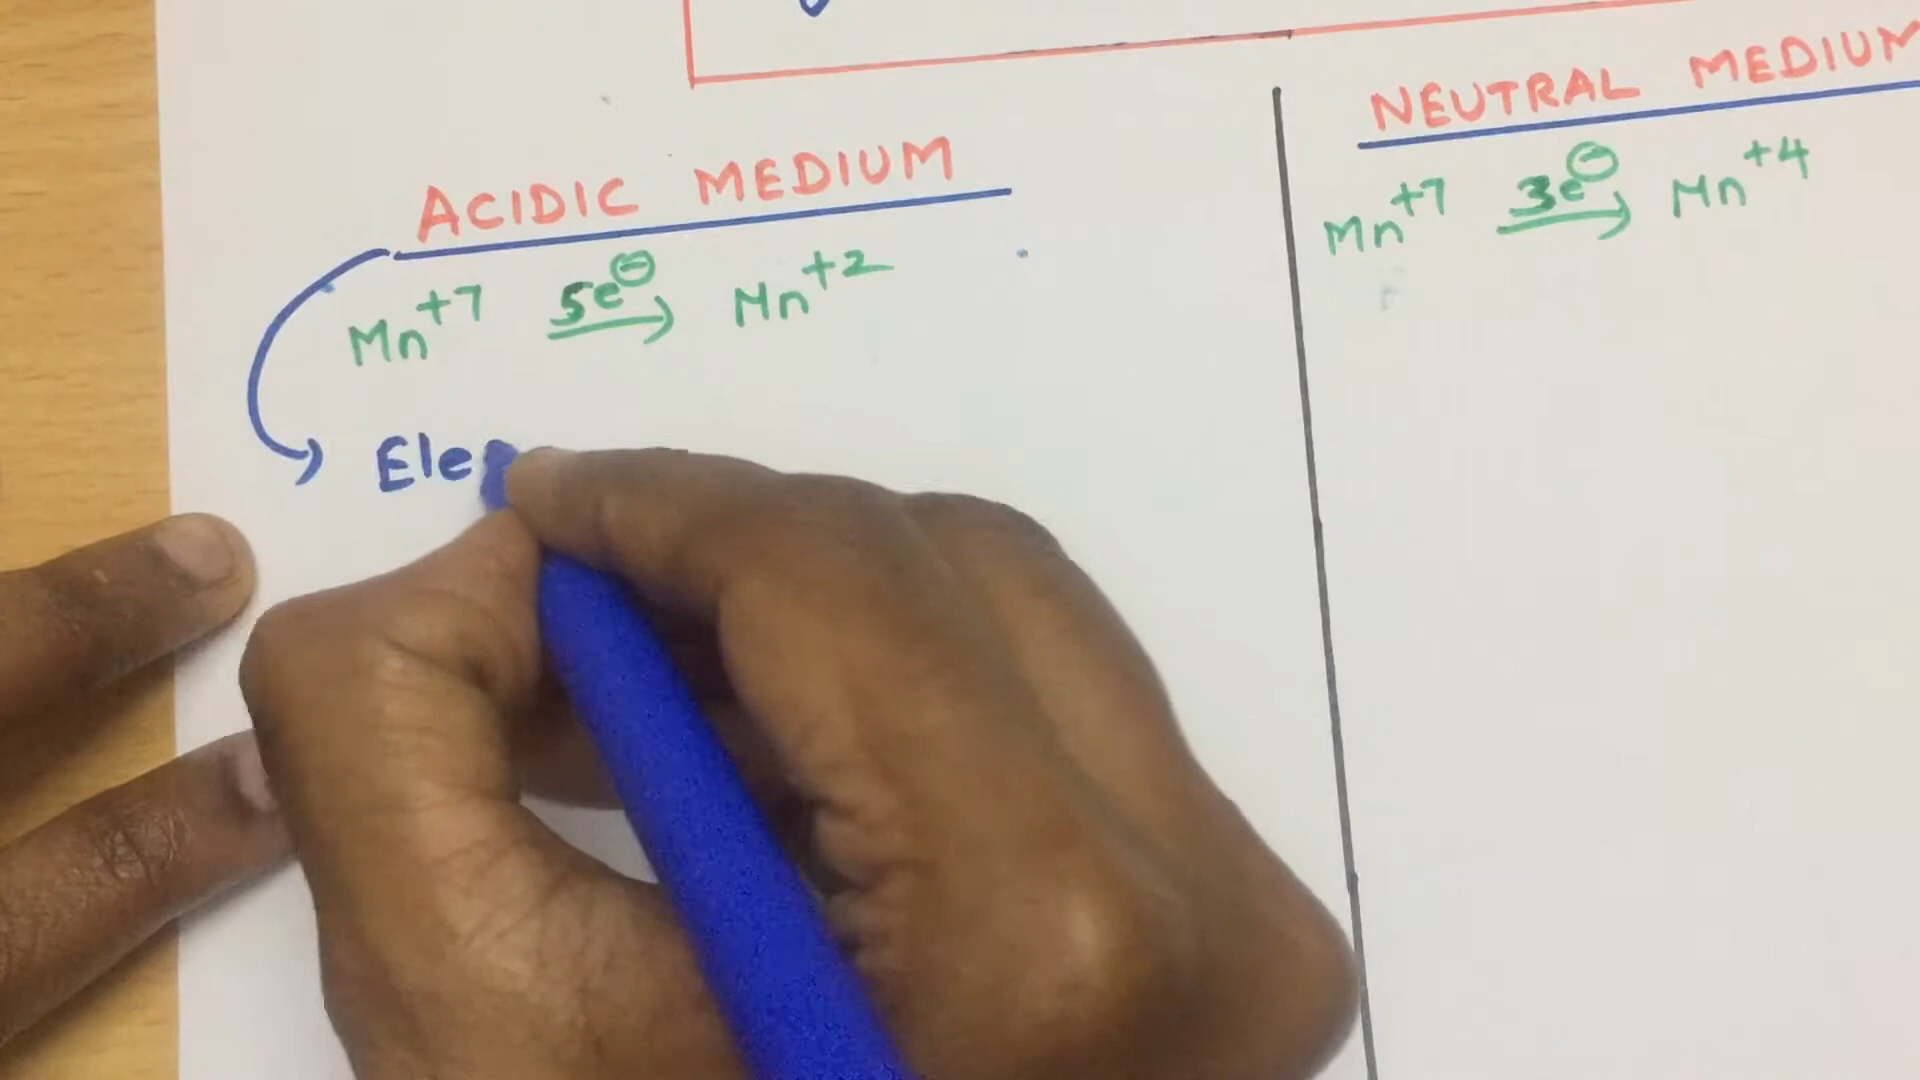 ACIDIC MEDIUM
Mn+7 5e⊖→ Mn+2
Ele
NEUTRAL MEDIUM
Mn+7 3e⊖→ Mn+4